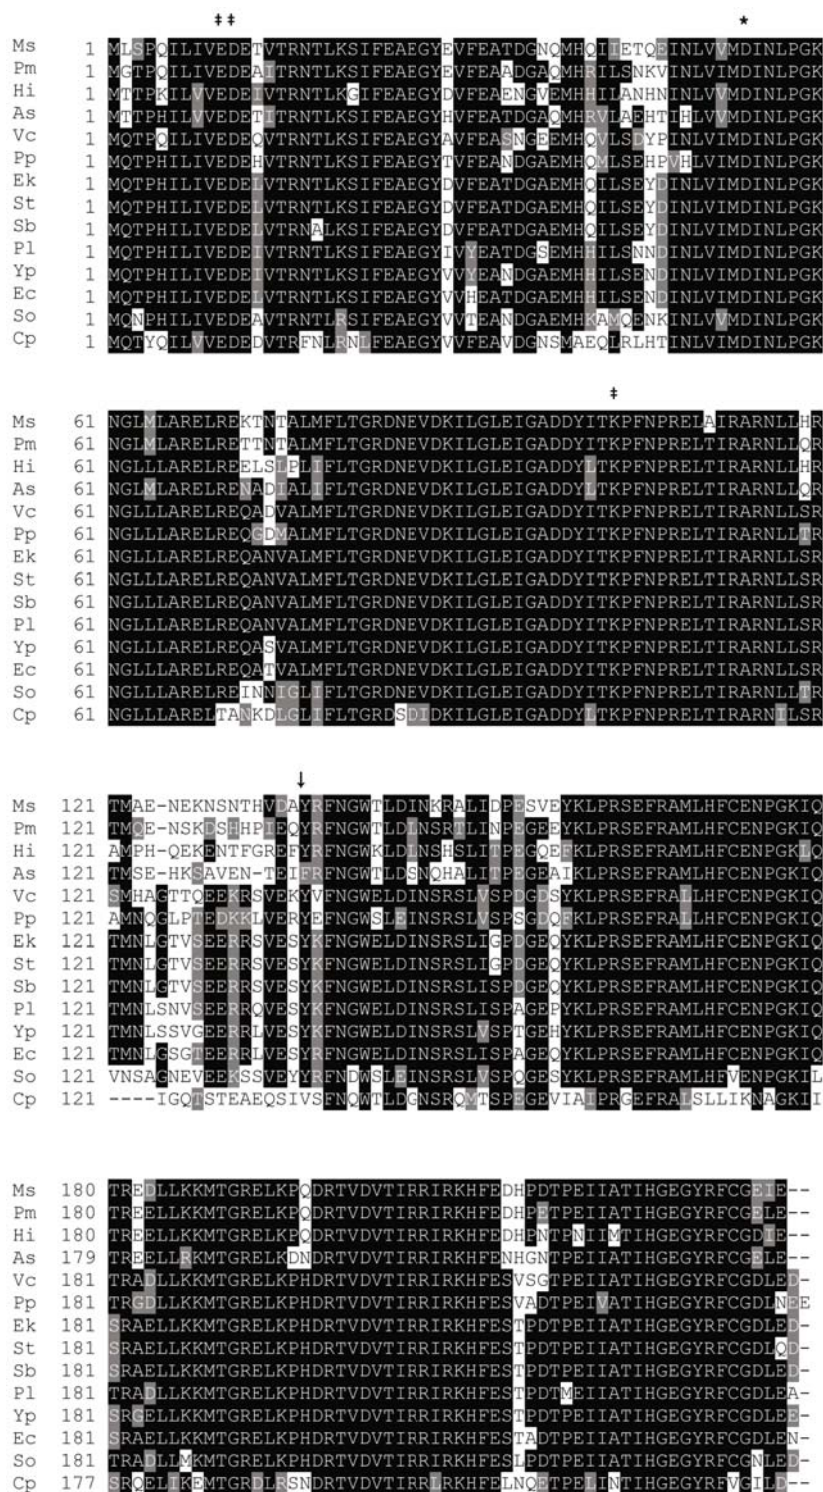 ‡‡ *
Ms 1 MLSPQILIVEDETVTRNTLKSIFEAEGYEVFEATDGNQMHQIIETQEINLVVMDINLPGK
Pm 1 MGTPQILIVEDEAITRNTLKSIFEAEGYEVFEAADGAQMHRILSNKVINLVIMDINLPGK
Hi 1 MTTPKILVVEDEIVTRNTLKGIFEAEGYDVFEAENGVEMHHILANHNINLVVMDINLPGK
As 1 MTTPHILVVEDETITRNTLKSIFEAEGYHVFEATDGAQMHRVLAEHTIHLVVMDINLPGK
Vc 1 MQTPQILIVEDEQVTRNTLKSIFEAEGYAVFEASNGEEMHQVLSDYPINLVIMDINLPGK
Pp 1 MQTPHILIVEDEHVTRNTLKSIFEAEGYTVFEANDGAEMHQMLSEHPVHLVIMDINLPGK
Ek 1 MQTPHILIVEDELVTRNTLKSIFEAEGYDVFEATDGAEMHQILSEYDINLVIMDINLPGK
St 1 MQTPHILIVEDELVTRNTLKSIFEAEGYDVFEATDGAEMHQILSEYDINLVIMDINLPGK
Sb 1 MQTPHILIVEDELVTRNALKSIFEAEGYDVFEATDGAEMHQILSEYDINLVIMDINLPGK
Pl 1 MQTPHILIVEDEIVTRNTLKSIFEAEGYIVYEATDGSEMHHILSNNDINLVIMDINLPGK
Yp 1 MQTPHILIVEDEIVTRNTLKSIFEAEGYVVYEANDGAEMHHILSENDINLVIMDINLPGK
Ec 1 MQTPHILIVEDELVTRNTLKSIFEAEGYVVHEATDGAEMHHILSENDINLVIMDINLPGK
So 1 MQNPHILIVEDEAVTRNTLRSIFEAEGYVVTEANDGAEMHKAMQENKINLVVMDINLPGK
Cp 1 MQTYQILVVEDEDVTRFNLRNLFEAEGYVVFEAVDGNSMAEQLRLHTINLVIMDINLPGK
‡
Ms 61 NGLMLARELREKTNTALMFLTGRDNEVDKILGLEIGADDYITKPFNPRELAIRARNLLHR
Pm 61 NGLMLARELRETTNTALMFLTGRDNEVDKILGLEIGADDYITKPFNPRELTIRARNLLQR
Hi 61 NGLLLARELREELSLPLIFLTGRDNEVDKILGLEIGADDYLTKPFNPRELTIRARNLLHR
As 61 NGLMLARELRENADIALIFLTGRDNEVDKILGLEIGADDYLTKPFNPRELTIRARNLLQR
Vc 61 NGLLLARELREQADVALMFLTGRDNEVDKILGLEIGADDYITKPFNPRELTIRARNLLSR
Pp 61 NGLLLARELREQGDMALMFLTGRDNEVDKILGLEIGADDYITKPFNPRELTIRARNLLTR
Ek 61 NGLLLARELREQANVALMFLTGRDNEVDKILGLEIGADDYITKPFNPRELTIRARNLLSR
St 61 NGLLLARELREQANVALMFLTGRDNEVDKILGLEIGADDYITKPFNPRELTIRARNLLSR
Sb 61 NGLLLARELREQANVALMFLTGRDNEVDKILGLEIGADDYITKPFNPRELTIRARNLLSR
Pl 61 NGLLLARELREQANVALMFLTGRDNEVDKILGLEIGADDYITKPFNPRELTIRARNLLSR
Yp 61 NGLLLARELREQASVALMFLTGRDNEVDKILGLEIGADDYITKPFNPRELTIRARNLLSR
Ec 61 NGLLLARELREQATVALMFLTGRDNEVDKILGLEIGADDYITKPFNPRELTIRARNLLSR
So 61 NGLLLARELREINNIGLIFLTGRDNEVDKILGLEIGADDYITKPFNPRELTIRARNLLTR
Cp 61 NGLLLARELTANKDLGLIFLTGRDSDIDKILGLEIGADDYLTKPFNPRELTIRARNILSR
↓
Ms 121 TMAE-NEKNSNTHVDAYRFNGWTLDINKRALIDPESVEYKLPRSEFRAMLHFCENPGKIQ
Pm 121 TMQE-NSKDSHHPIEQYRFNGWTLDLNSRTLINPEGEEYKLPRSEFRAMLHFCENPGKIQ
Hi 121 AMPH-QEKENTFGREFYRFNGWKLDLNSHSLITPEGQEFKLPRSEFRAMLHFCENPGKLQ
As 121 TMSE-HKSAVEN-TEIFRFNGWTLDSNQHALITPEGEAIKLPRSEFRAMLHFCENPGKIQ
Vc 121 SMHAGTTQEEKRSVEKYVFNGWELDINSRSLVSPDGDSYKLPRSEFRALLHFCENPGKIQ
Pp 121 AMNQGLPTEDKKLVERYEFNGWSLEINSRSLVSPSGDQFKLPRSEFRALLHFCENPGKIQ
Ek 121 TMNLGTVSEERRSVESYKFNGWELDINSRSLIGPDGEQYKLPRSEFRAMLHFCENPGKIQ
St 121 TMNLGTVSEERRSVESYKFNGWELDINSRSLIGPDGEQYKLPRSEFRAMLHFCENPGKIQ
Sb 121 TMNLGTVSEERRSVESYKFNGWELDINSRSLISPDGEQYKLPRSEFRAMLHFCENPGKIQ
Pl 121 TMNLSNVSEERRQVESYKFNGWELDINSRSLISPAGEPYKLPRSEFRAMLHFCENPGKIQ
Yp 121 TMNLSSVGEERRLVESYKFNGWELDINSRSLVSPTGEHYKLPRSEFRAMLHFCENPGKIQ
Ec 121 TMNLGSGTEERRLVESYRFNGWELDINSRSLISPAGEQYKLPRSEFRAMLHFCENPGKIQ
So 121 VNSAGNEVEEKSSVEYYRFNDWSLEINSRSLVSPQGESYKLPRSEFRAMLHFVENPGKIL
Cp 121 ----IGQTSTEAEQSIVSFNQWTLDGNSRQMTSPEGEVIAIPRGEFRALSLLIKNAGKII
Ms 180 TREDLLKKMTGRELKPQDRTVDVTIRRIRKHFEDHPDTPEIIATIHGEGYRFCGEIE--
Pm 180 TREELLKKMTGRELKPQDRTVDVTIRRIRKHFEDHPETPEIIATIHGEGYRFCGELE--
Hi 180 TREELLKKMTGRELKPQDRTVDVTIRRIRKHFEDHPNTPNIIMTIHGEGYRFCGDIE--
As 179 TREELLRKMTGRELKDNDRTVDVTIRRIRKHFENHGNTPEIIATIHGEGYRFCGELE--
Vc 181 TRADLLKKMTGRELKPHDRTVDVTIRRIRKHFESVSGTPEIIATIHGEGYRFCGDLED-
Pp 181 TRGDLLKKMTGRELKPHDRTVDVTIRRIRKHFESVADTPEIVATIHGEGYRFCGDLNEE
Ek 181 SRAELLKKMTGRELKPHDRTVDVTIRRIRKHFESTPDTPEIIATIHGEGYRFCGDLED-
St 181 SRAELLKKMTGRELKPHDRTVDVTIRRIRKHFESTPDTPEIIATIHGEGYRFCGDLQD-
Sb 181 SRAELLKKMTGRELKPHDRTVDVTIRRIRKHFESTPDTPEIIATIHGEGYRFCGDLED-
Pl 181 TRADLLKKMTGRELKPHDRTVDVTIRRIRKHFESTPDTMEIIATIHGEGYRFCGDLEA-
Yp 181 SRGELLKKMTGRELKPHDRTVDVTIRRIRKHFESTPDTPEIIATIHGEGYRFCGDLEE-
Ec 181 SRAELLKKMTGRELKPHDRTVDVTIRRIRKHFESTADTPEIIATIHGEGYRFCGDLEN-
So 181 TRADLLMKMTGRELKPHDRTVDVTIRRIRKHFESLPDTPEIIATIHGEGYRFCGNLED-
Cp 177 SRQELIKEMTGRDLRSNDRTVDVTIRRLRKHFELNQETPELINTIHGEGYRFVGILD--